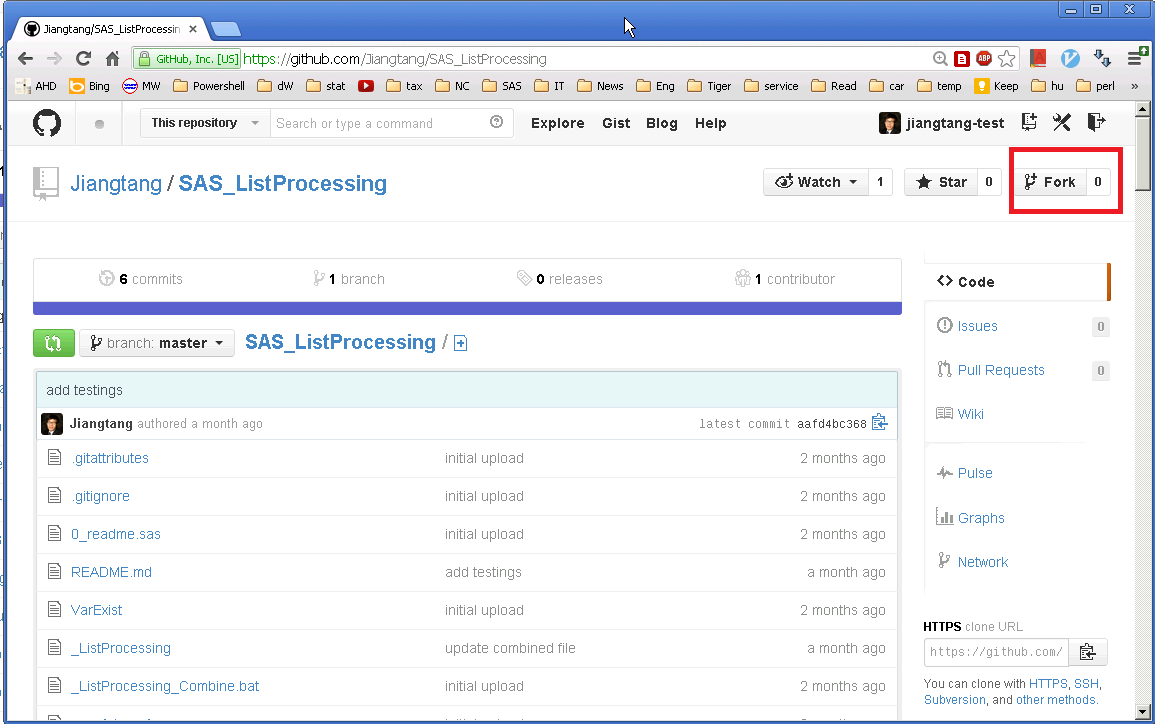 Jiangtang/SAS_ListProcessin
GitHub, Inc. [US] https://github.com/Jiangtang/SAS_ListProcessing
AHD Bing MW Powershell dW stat tax NC SAS IT News Eng Tiger service Read car temp Keep hu perl »
This repository Search or type a command Explore Gist Blog Help jiangtang-test
Jiangtang / SAS_ListProcessing Watch 1 Star 0 Fork 0
6 commits 1 branch 0 releases 1 contributor
branch: master SAS_ListProcessing /
add testings
Jiangtang authored a month ago latest commit aafd4bc368
.gitattributes initial upload 2 months ago
.gitignore initial upload 2 months ago
0_readme.sas initial upload 2 months ago
README.md add testings a month ago
VarExist initial upload 2 months ago
_ListProcessing update combined file a month ago
_ListProcessing_Combine.bat initial upload 2 months ago
Code
Issues 0
Pull Requests 0
Wiki
Pulse
Graphs
Network
HTTPS clone URL
https://github.com/
You can clone with HTTPS, SSH,
Subversion, and other methods.